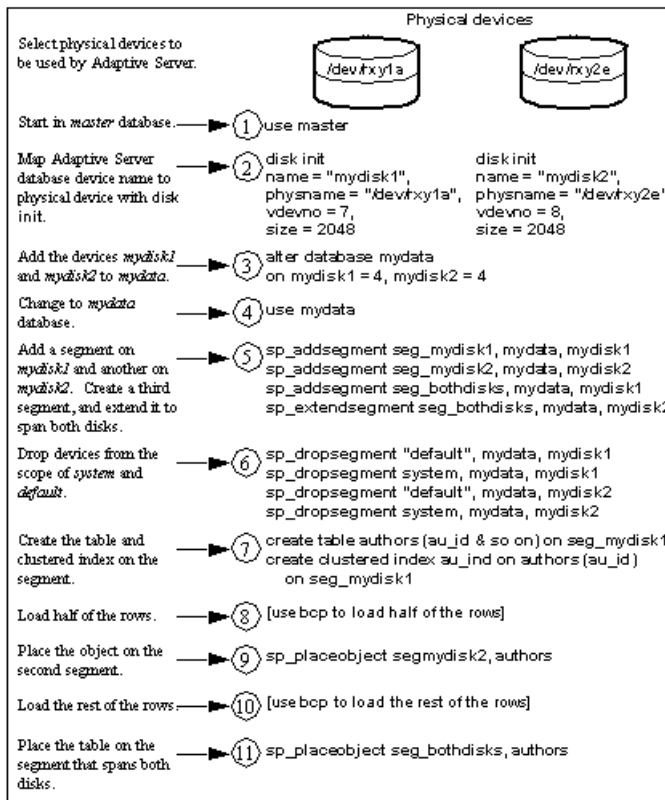 Physical devices
Select physical devices to
be used by Adaptive Server.
/dev/rxy1a
/dev/rxy2e
Start in master database.
1
use master
Map Adaptive Server
database device name to
physical device with disk
init.
2
disk init
name = "mydisk1",
physname = "/dev/rxy1a",
vdevno = 7,
size = 2048
disk init
name = "mydisk2",
physname = "/dev/rxy2e"
vdevno = 8,
size = 2048
Add the devices mydisk1
and mydisk2 to mydata.
3
alter database mydata
on mydisk1 = 4, mydisk2 = 4
Change to mydata
database.
4
use mydata
Add a segment on
mydisk1 and another on
mydisk2. Create a third
segment, and extend it to
span both disks.
5
sp_addsegment seg_mydisk1, mydata, mydisk1
sp_addsegment seg_mydisk2, mydata, mydisk2
sp_addsegment seg_bothdisks, mydata, mydisk1
sp_extendsegment seg_bothdisks, mydata, mydisk2
Drop devices from the
scope of system and
default.
6
sp_dropsegment "default", mydata, mydisk1
sp_dropsegment system, mydata, mydisk1
sp_dropsegment "default", mydata, mydisk2
sp_dropsegment system, mydata, mydisk2
Create the table and
clustered index on the
segment.
7
create table authors (au_id & so on) on seg_mydisk1
create clustered index au_ind on authors (au_id)
on seg_mydisk1
Load half of the rows.
8
[use bcp to load half of the rows]
Place the object on the
second segment.
9
sp_placeobject segmydisk2, authors
Load the rest of the rows.
10
[use bcp to load the rest of the rows]
Place the table on the
segment that spans both
disks.
11
sp_placeobject seg_bothdisks, authors